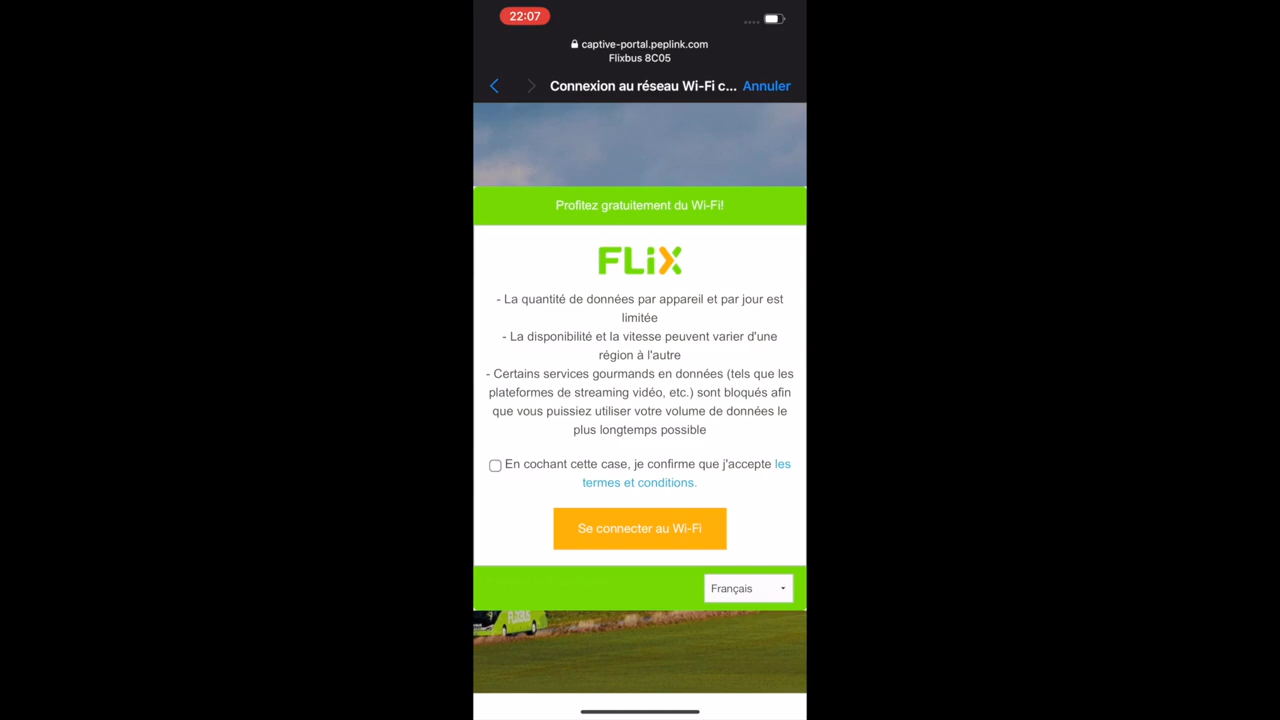 22:07
captive-portal.peplink.com
Flixbus 8C05
Connexion au réseau Wi-Fi c... Annuler
Profitez gratuitement du Wi-Fi!
FLiX
- La quantité de données par appareil et par jour est
limitée
- La disponibilité et la vitesse peuvent varier d'une
région à l'autre
- Certains services gourmands en données (tels que les
plateformes de streaming vidéo, etc.) sont bloqués afin
que vous puissiez utiliser votre volume de données le
plus longtemps possible
En cochant cette case, je confirme que j'accepte les
termes et conditions.
Se connecter au Wi-Fi
Français
FLIXBUS